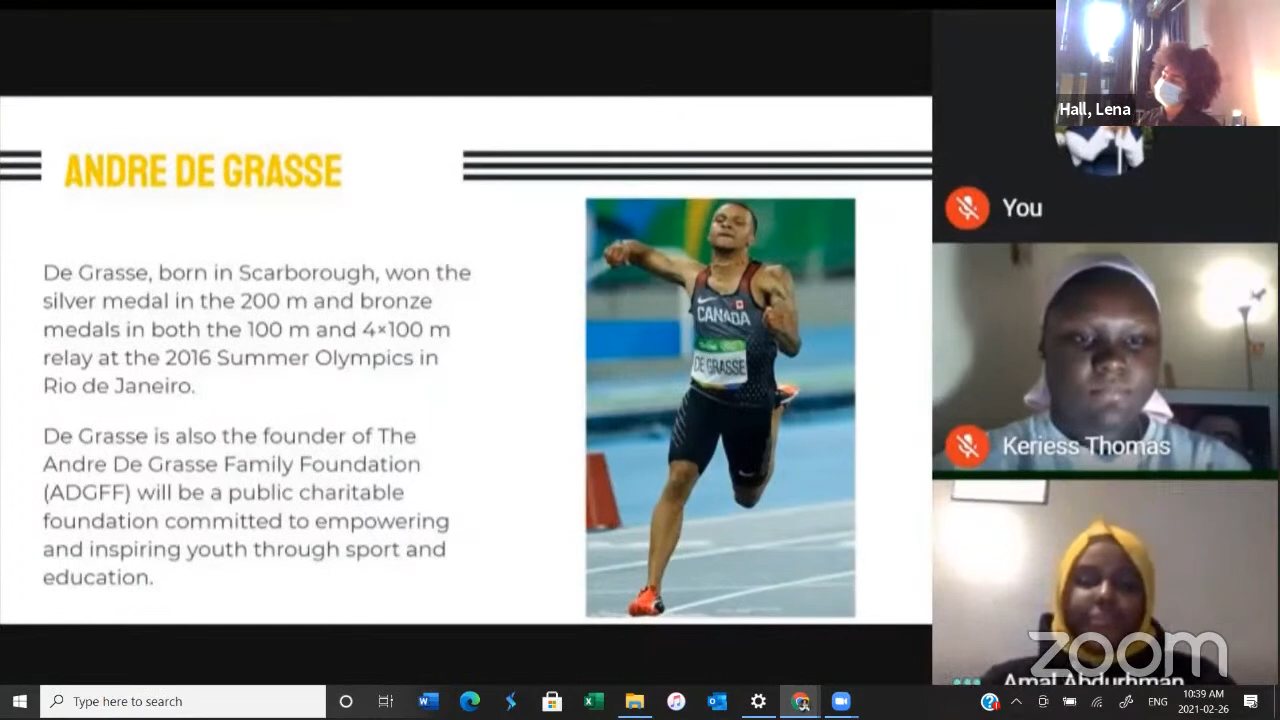 Hall, Lena
ANDRE DE GRASSE
You
De Grasse, born in Scarborough, won the
silver medal in the 200 m and bronze
medals in both the 100 m and 4×100 m
relay at the 2016 Summer Olympics in
Rio de Janeiro.
De Grasse is also the founder of The
Andre De Grasse Family Foundation
(ADGFF) will be a public charitable
foundation committed to empowering
and inspiring youth through sport and
education.
CANADA
DE GRASSE
Keriess Thomas
Amal Abdurhman
zoom
Type here to search
ENG
10:39 AM
2021-02-26